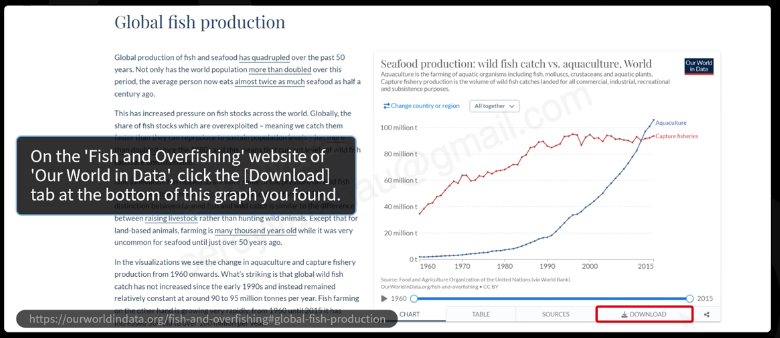 Global fish production
Global production of fish and seafood has quadrupled over the past 50
years. Not only has the world population more than doubled over this
period, the average person now eats almost twice as much seafood as half a
century ago.
This has increased pressure on fish stocks across the world. Globally, the
share of fish stocks which are overexploited – meaning we catch them
On the 'Fish and Overfishing' website of
'Our World in Data', click the [Download]
tab at the bottom of this graph you found.
between raising livestock rather than hunting wild animals. Except that for
land-based animals, farming is many thousand years old while it was very
uncommon for seafood until just over 50 years ago.
In the visualizations we see the change in aquaculture and capture fishery
production from 1960 onwards. What's striking is that global wild fish
catch has not increased since the early 1990s and instead remained
relatively constant at around 90 to 95 million tonnes per year. Fish farming
on the other hand is growing very rapidly, from 1960 until 2015 it has
https://ourworldindata.org/fish-and-overfishing#global-fish-production
Seafood production: wild fish catch vs. aquaculture, World
Our World
in Data
Aquaculture is the farming of aquatic organisms including fish, molluscs, crustaceans and aquatic plants.
Capture fishery production is the volume of wild fish catches landed for all commercial, industrial, recreational
and subsistence purposes.
Change country or region
All together
Aquaculture
Capture fisheries
100 million t
80 million t
60 million t
40 million t
20 million t
0 t
1960 1970 1980 1990 2000 2015
Source: Food and Agriculture Organization of the United Nations (via World Bank)
OurWorldInData.org/fish-and-overfishing • CC BY
1960 2015
CHART TABLE SOURCES DOWNLOAD